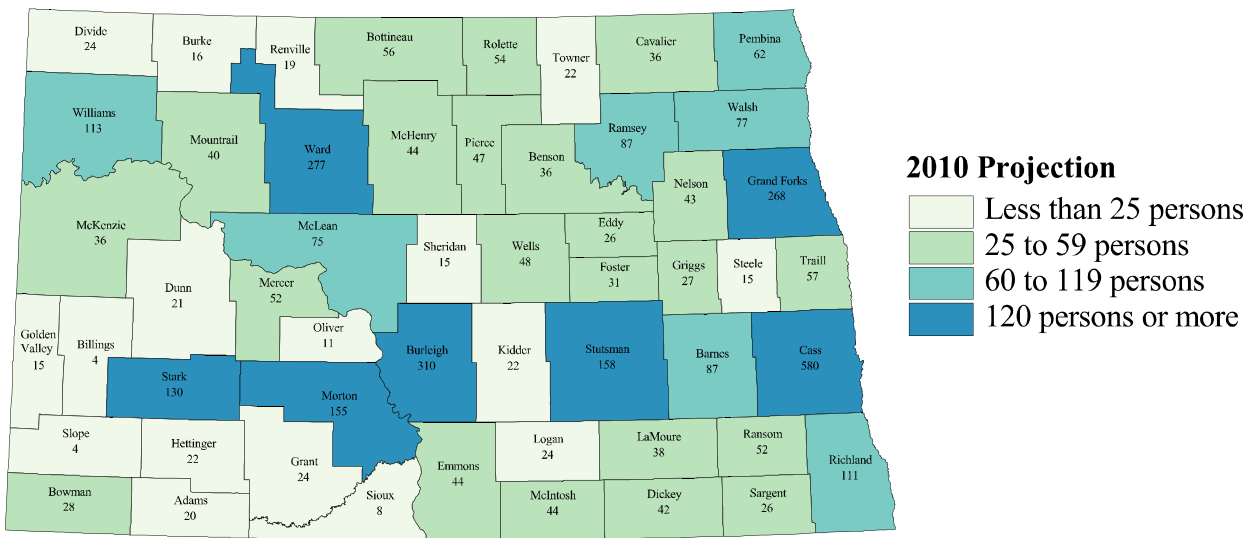 Divide
24
Burke
16
Renville
19
Bottineau
56
Rolette
54
Towner
22
Cavalier
36
Pembina
62
Williams
113
Mountrail
40
Ward
277
McHenry
44
Pierce
47
Benson
36
Ramsey
87
Walsh
77
Nelson
43
Grand Forks
268
2010 Projection
Less than 25 persons
25 to 59 persons
60 to 119 persons
120 persons or more
McKenzie
36
McLean
75
Sheridan
15
Wells
48
Eddy
26
Foster
31
Griggs
27
Steele
15
Traill
57
Dunn
21
Mercer
52
Oliver
11
Golden
Valley
15
Billings
4
Stark
130
Morton
155
Burleigh
310
Kidder
22
Stutsman
158
Barnes
87
Cass
580
Slope
4
Hettinger
22
Grant
24
Emmons
44
Logan
24
LaMoure
38
Ransom
52
Richland
111
Bowman
28
Adams
20
Sioux
8
McIntosh
44
Dickey
42
Sargent
26